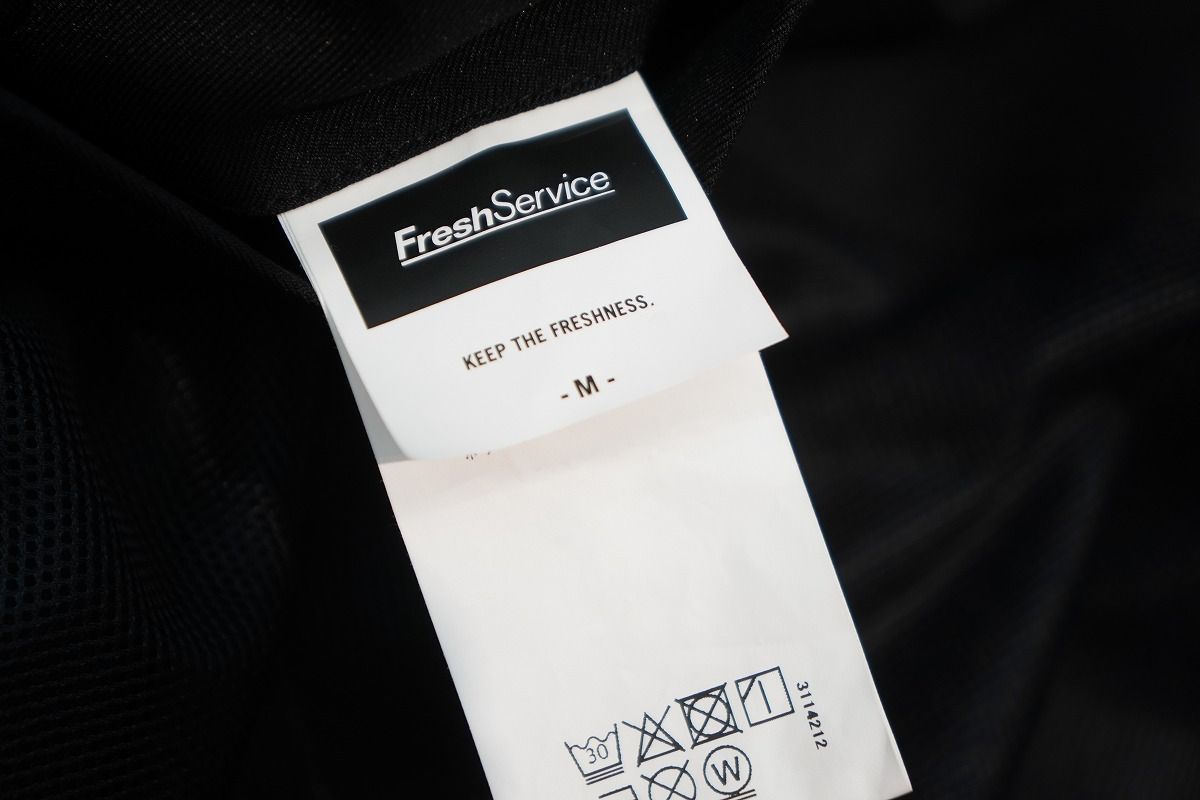 FreshService
KEEP THE FRESHNESS.
- M -
30
3114212
W